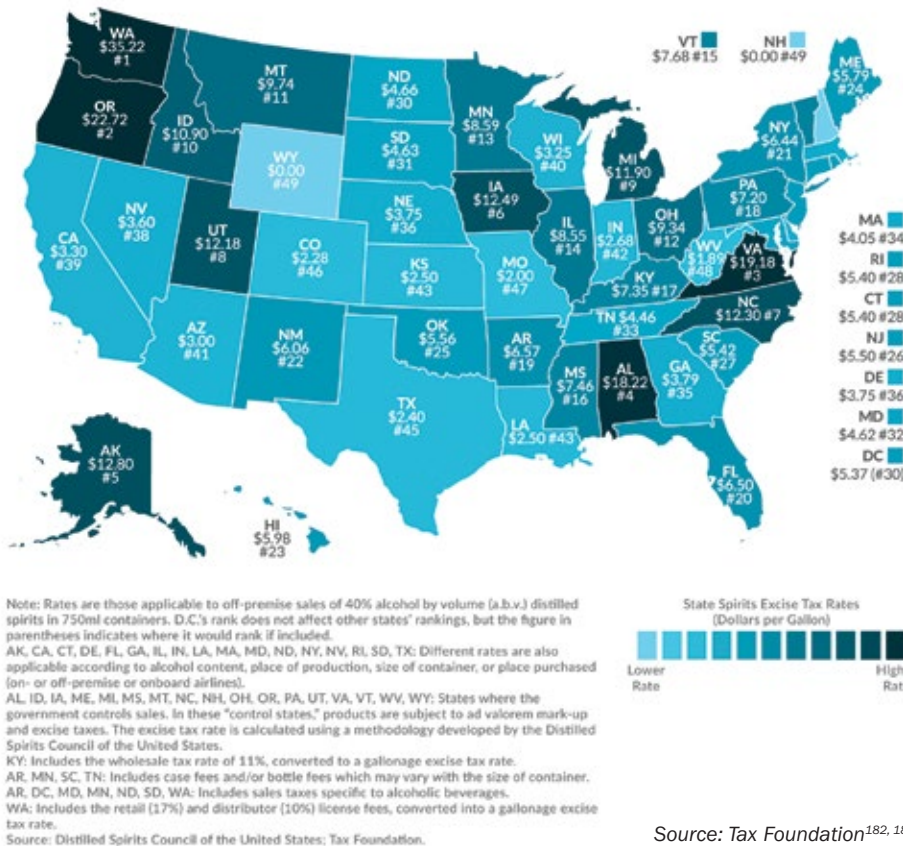 WA
$35.22
#1
OR
$22.72
#2
ID
$10.90
#10
MT
$9.74
#11
ND
$4.66
#30
SD
$4.63
#31
WY
$0.00
#49
NE
$3.75
#36
NV
$3.60
#38
UT
$12.18
#8
CO
$2.28
#46
CA
$3.30
#39
KS
$2.50
#43
AZ
$3.00
#41
NM
$6.06
#22
OK
$5.56
#25
TX
$2.40
#45
AK
$12.80
#5
HI
$5.98
#23
MN
$8.59
#13
WI
$3.25
#40
IA
$12.49
#6
MO
$2.00
#47
AR
$6.57
#19
LA
$2.50 #43
IL
$8.55
#14
MI
$11.90
#9
IN
$2.68
#42
OH
$9.34
#12
KY
$7.35 #17
TN $4.46
#33
MS
$7.46
#16
AL
$18.22
#4
GA
$3.79
#35
FL
$6.50
#20
SC
$5.42
#27
NC
$12.30 #7
VA
$19.18
#3
WV
$1.89
#48
PA
$7.20
#18
NY
$6.44
#21
ME
$5.79
#24
VT
$7.68 #15
NH
$0.00 #49
MA
$4.05 #34
RI
$5.40 #28
CT
$5.40 #28
NJ
$5.50 #26
DE
$3.75 #36
MD
$4.62 #32
DC
$5.37 (#30)
Note: Rates are those applicable to off-premise sales of 40% alcohol by volume (a.b.v.) distilled
spirits in 750ml containers. D.C.'s rank does not affect other states' rankings, but the figure in
parentheses indicates where it would rank if included.
AK, CA, CT, DE, FL, GA, IL, IN, LA, MA, MD, ND, NY, NV, RI, SD, TX: Different rates are also
applicable according to alcohol content, place of production, size of container, or place purchased
(on- or off-premise or onboard airlines).
AL, ID, IA, ME, MI, MS, MT, NC, NH, OH, OR, PA, UT, VA, VT, WV, WY: States where the
government controls sales. In these "control states," products are subject to ad valorem mark-up
and excise taxes. The excise tax rate is calculated using a methodology developed by the Distilled
Spirits Council of the United States.
KY: Includes the wholesale tax rate of 11%, converted to a gallonage excise tax rate.
AR, MN, SC, TN: Includes case fees and/or bottle fees which may vary with the size of container.
AR, DC, MD, MN, ND, SD, WA: Includes sales taxes specific to alcoholic beverages.
WA: Includes the retail (17%) and distributor (10%) license fees, converted into a gallonage excise
tax rate.
Source: Distilled Spirits Council of the United States; Tax Foundation.
State Spirits Excise Tax Rates
(Dollars per Gallon)
Lower
Rate
High
Rat
Source: Tax Foundation182, 18